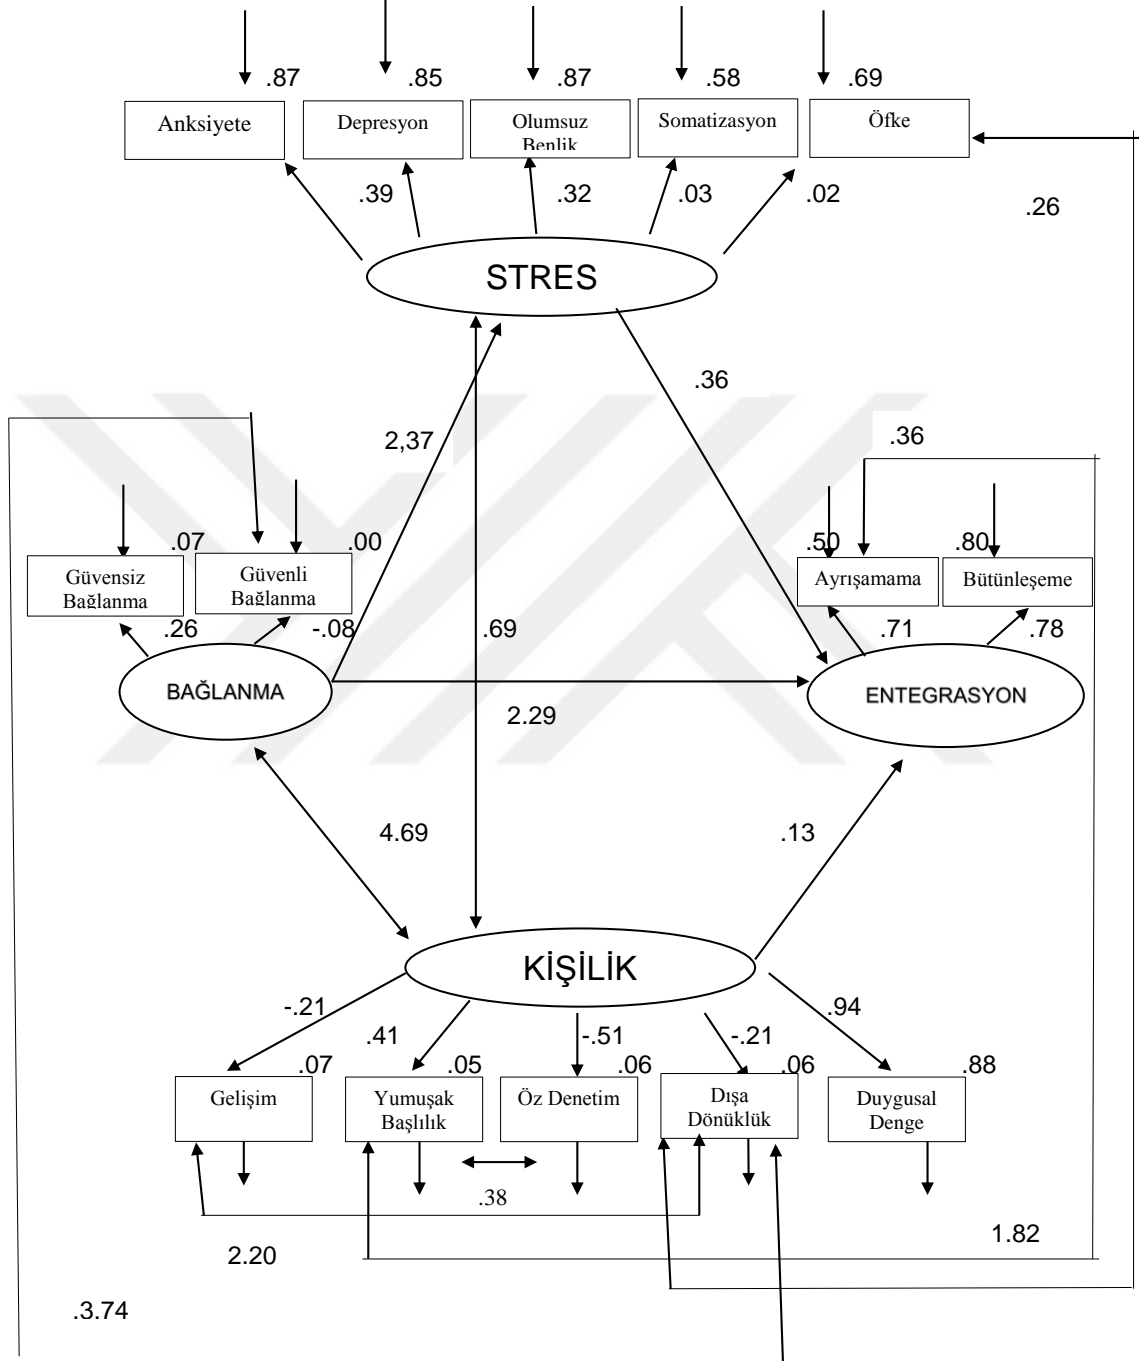 .87 .85 .87 .58 .69
Anksiyete
Depresyon
Olumsuz
Benlik
Somatizasyon
Öfke
.39 .32 .03 .02 .26
STRES
.36
2,37
.36
.07 .00 .50 .80
Güvensiz
Bağlanma
Güvenli
Bağlanma
Ayrışamama
Bütünleşeme
.26 -.08 .69 .71 .78
BAĞLANMA
ENTEGRASYON
2.29
4.69 .13
KİŞİLİK
-.21 .41 -.51 -.21 .94
.07 .05 .06 .06 .88
Gelişim
Yumuşak
Başlılık
Öz Denetim
Dışa
Dönüklük
Duygusal
Denge
.38
2.20 1.82
.3.74